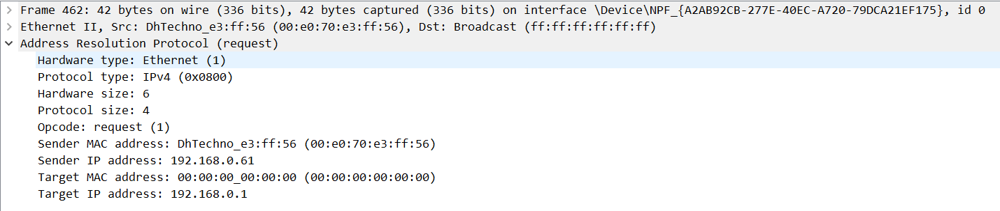 Frame 462: 42 bytes on wire (336 bits), 42 bytes captured (336 bits) on interface \Device\NPF_{A2AB92CB-277E-40EC-A720-79DCA21EF175}, id 0
Ethernet II, Src: DhTechno_e3:ff:56 (00:e0:70:e3:ff:56), Dst: Broadcast (ff:ff:ff:ff:ff:ff)
Address Resolution Protocol (request)
Hardware type: Ethernet (1)
Protocol type: IPv4 (0x0800)
Hardware size: 6
Protocol size: 4
Opcode: request (1)
Sender MAC address: DhTechno_e3:ff:56 (00:e0:70:e3:ff:56)
Sender IP address: 192.168.0.61
Target MAC address: 00:00:00_00:00:00 (00:00:00:00:00:00)
Target IP address: 192.168.0.1